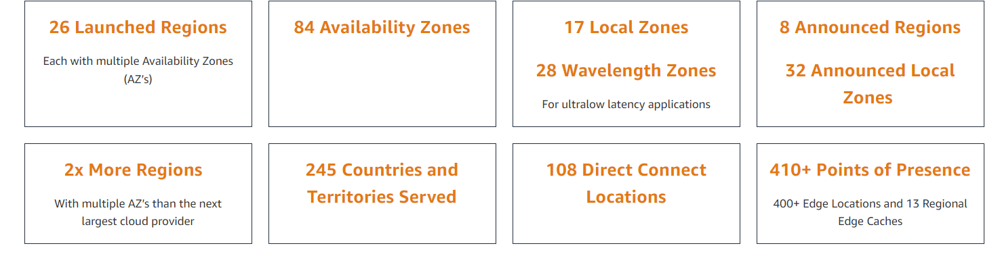 26 Launched Regions
Each with multiple Availability Zones
(AZ's)
84 Availability Zones
17 Local Zones
28 Wavelength Zones
For ultralow latency applications
8 Announced Regions
32 Announced Local
Zones
2x More Regions
With multiple AZ's than the next
largest cloud provider
245 Countries and
Territories Served
108 Direct Connect
Locations
410+ Points of Presence
400+ Edge Locations and 13 Regional
Edge Caches